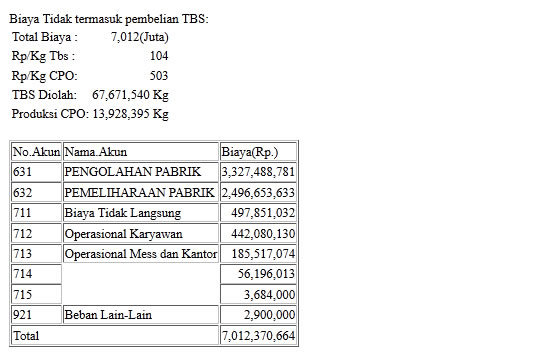 Biaya Tidak termasuk pembelian TBS:
Total Biaya : 7,012(Juta)
Rp/Kg Tbs : 104
Rp/Kg CPO: 503
TBS Diolah: 67,671,540 Kg
Produksi CPO: 13,928,395 Kg
No.Akun Nama.Akun Biaya(Rp.)
631 PENGOLAHAN PABRIK 3,327,488,781
632 PEMELIHARAAN PABRIK 2,496,653,633
711 Biaya Tidak Langsung 497,851,032
712 Operasional Karyawan 442,080,130
713 Operasional Mess dan Kantor 185,517,074
714 56,196,013
715 3,684,000
921 Beban Lain-Lain 2,900,000
Total 7,012,370,664